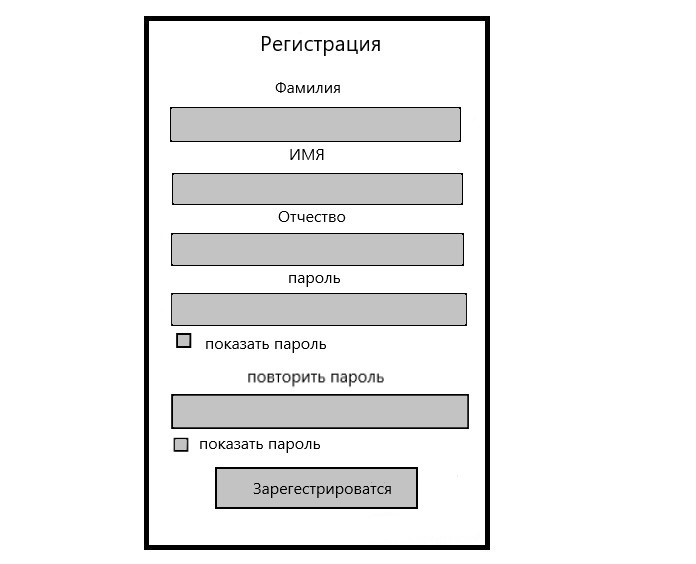 Регистрация
Фамилия
ИМЯ
Отчество
пароль
показать пароль
повторить пароль
показать пароль
Зарегестрироватся